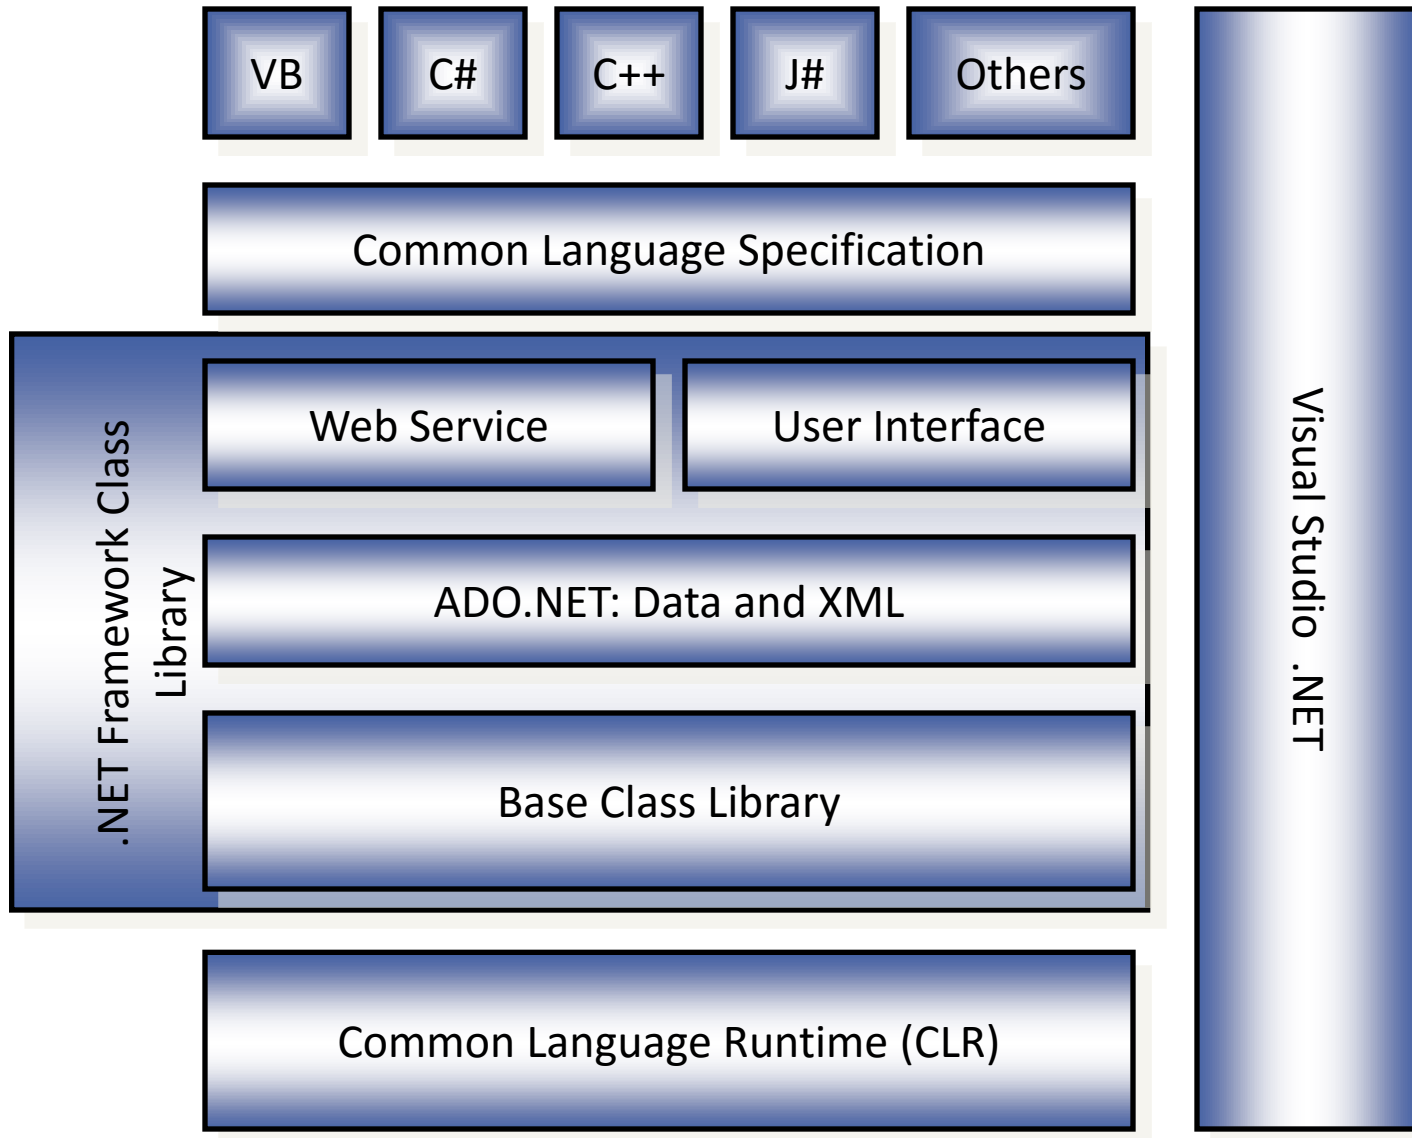 VB
C#
C++
J#
Others
Common Language Specification
.NET Framework Class
Library
Web Service
User Interface
ADO.NET: Data and XML
Base Class Library
Common Language Runtime (CLR)
Visual Studio .NET